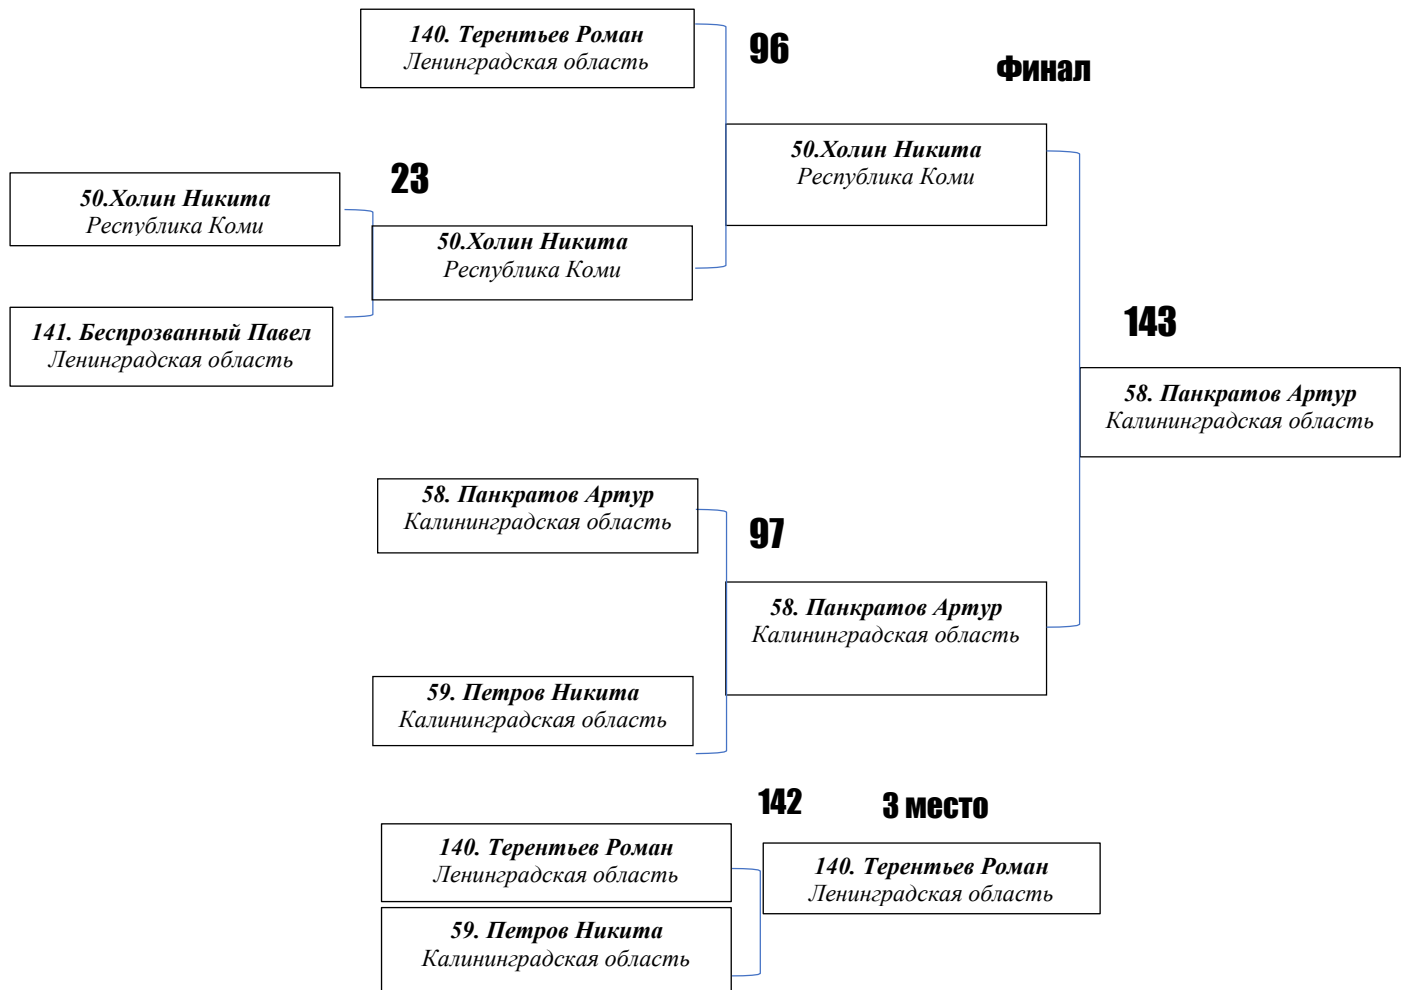 140. Терентьев Роман
Ленинградская область
96
Финал
50.Холин Никита
Республика Коми
23
50.Холин Никита
Республика Коми
50.Холин Никита
Республика Коми
141. Беспрозванный Павел
Ленинградская область
143
58. Панкратов Артур
Калининградская область
58. Панкратов Артур
Калининградская область
97
58. Панкратов Артур
Калининградская область
59. Петров Никита
Калининградская область
142
3 место
140. Терентьев Роман
Ленинградская область
140. Терентьев Роман
Ленинградская область
59. Петров Никита
Калининградская область